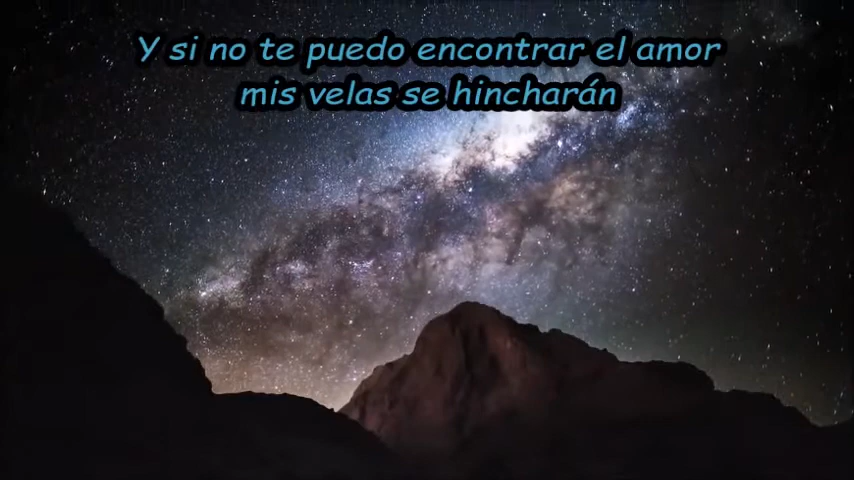 Y si no te puedo encontrar el amor
mis velas se hincharán